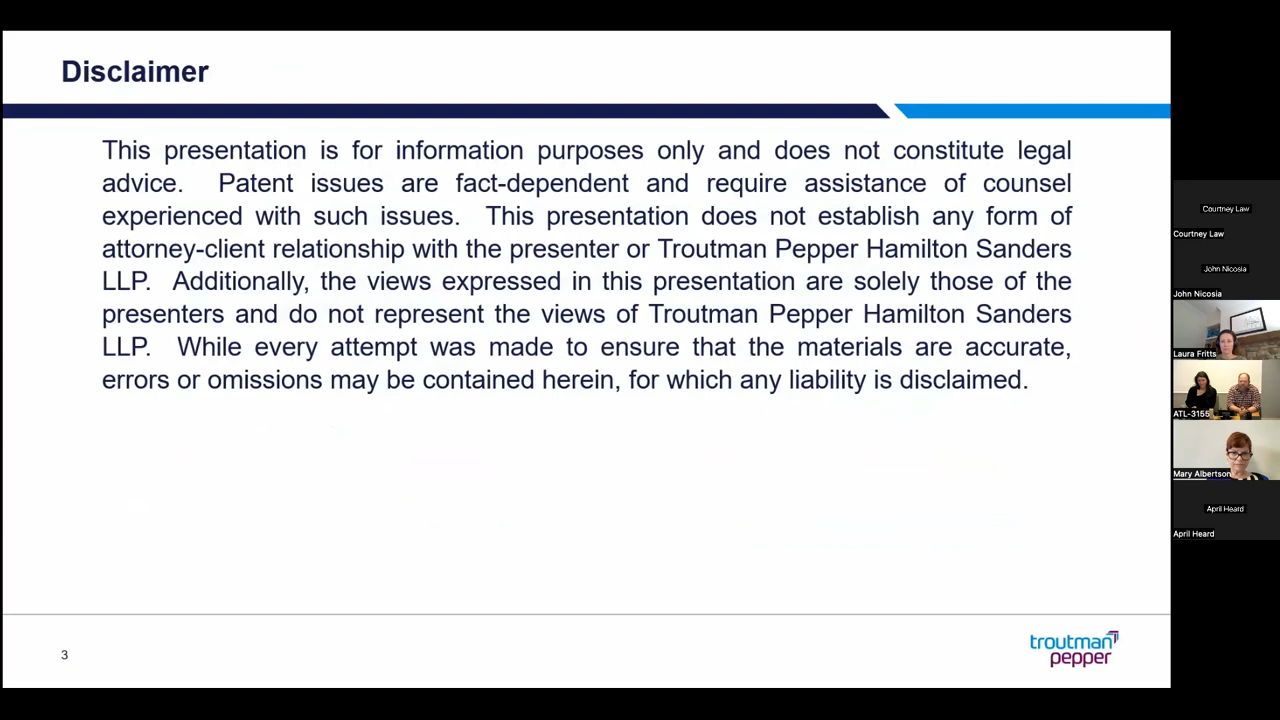 Disclaimer
This presentation is for information purposes only and does not constitute legal
advice. Patent issues are fact-dependent and require assistance of counsel
experienced with such issues. This presentation does not establish any form of
attorney-client relationship with the presenter or Troutman Pepper Hamilton Sanders
LLP. Additionally, the views expressed in this presentation are solely those of the
presenters and do not represent the views of Troutman Pepper Hamilton Sanders
LLP. While every attempt was made to ensure that the materials are accurate,
errors or omissions may be contained herein, for which any liability is disclaimed.
3
troutman
pepper
Courtney Law
Courtney Law
John Nicosia
John Nicosia
Laura Fritts
ATL-3155
Mary Albertson
April Heard
April Heard